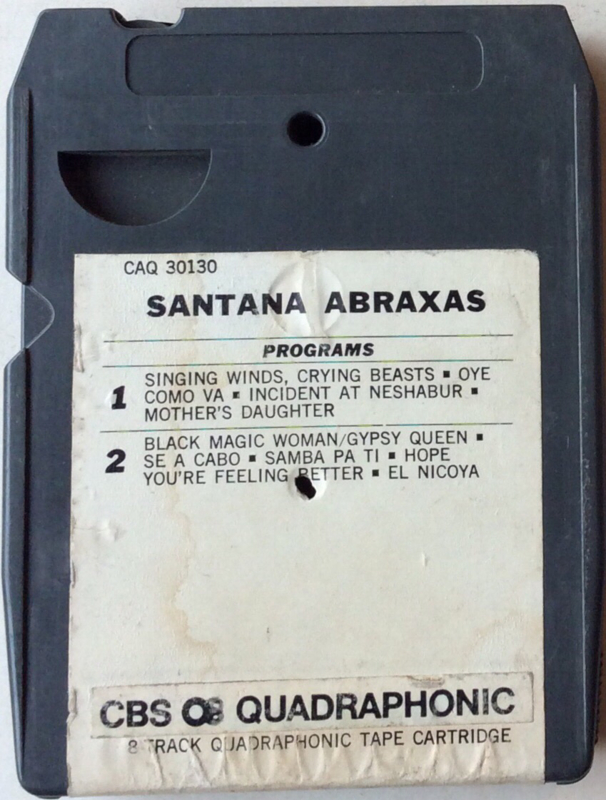 CAQ 30130
SANTANA ABRAXAS
PROGRAMS
1 SINGING WINDS, CRYING BEASTS ▪ OYE
COMO VA ▪ INCIDENT AT NESHABUR ▪
MOTHER'S DAUGHTER
2 BLACK MAGIC WOMAN/GYPSY QUEEN ▪
SE A CABO ▪ SAMBA PA TI ▪ HOPE
YOU'RE FEELING BETTER ▪ EL NICOYA
CBS QUADRAPHONIC
8 TRACK QUADRAPHONIC TAPE CARTRIDGE